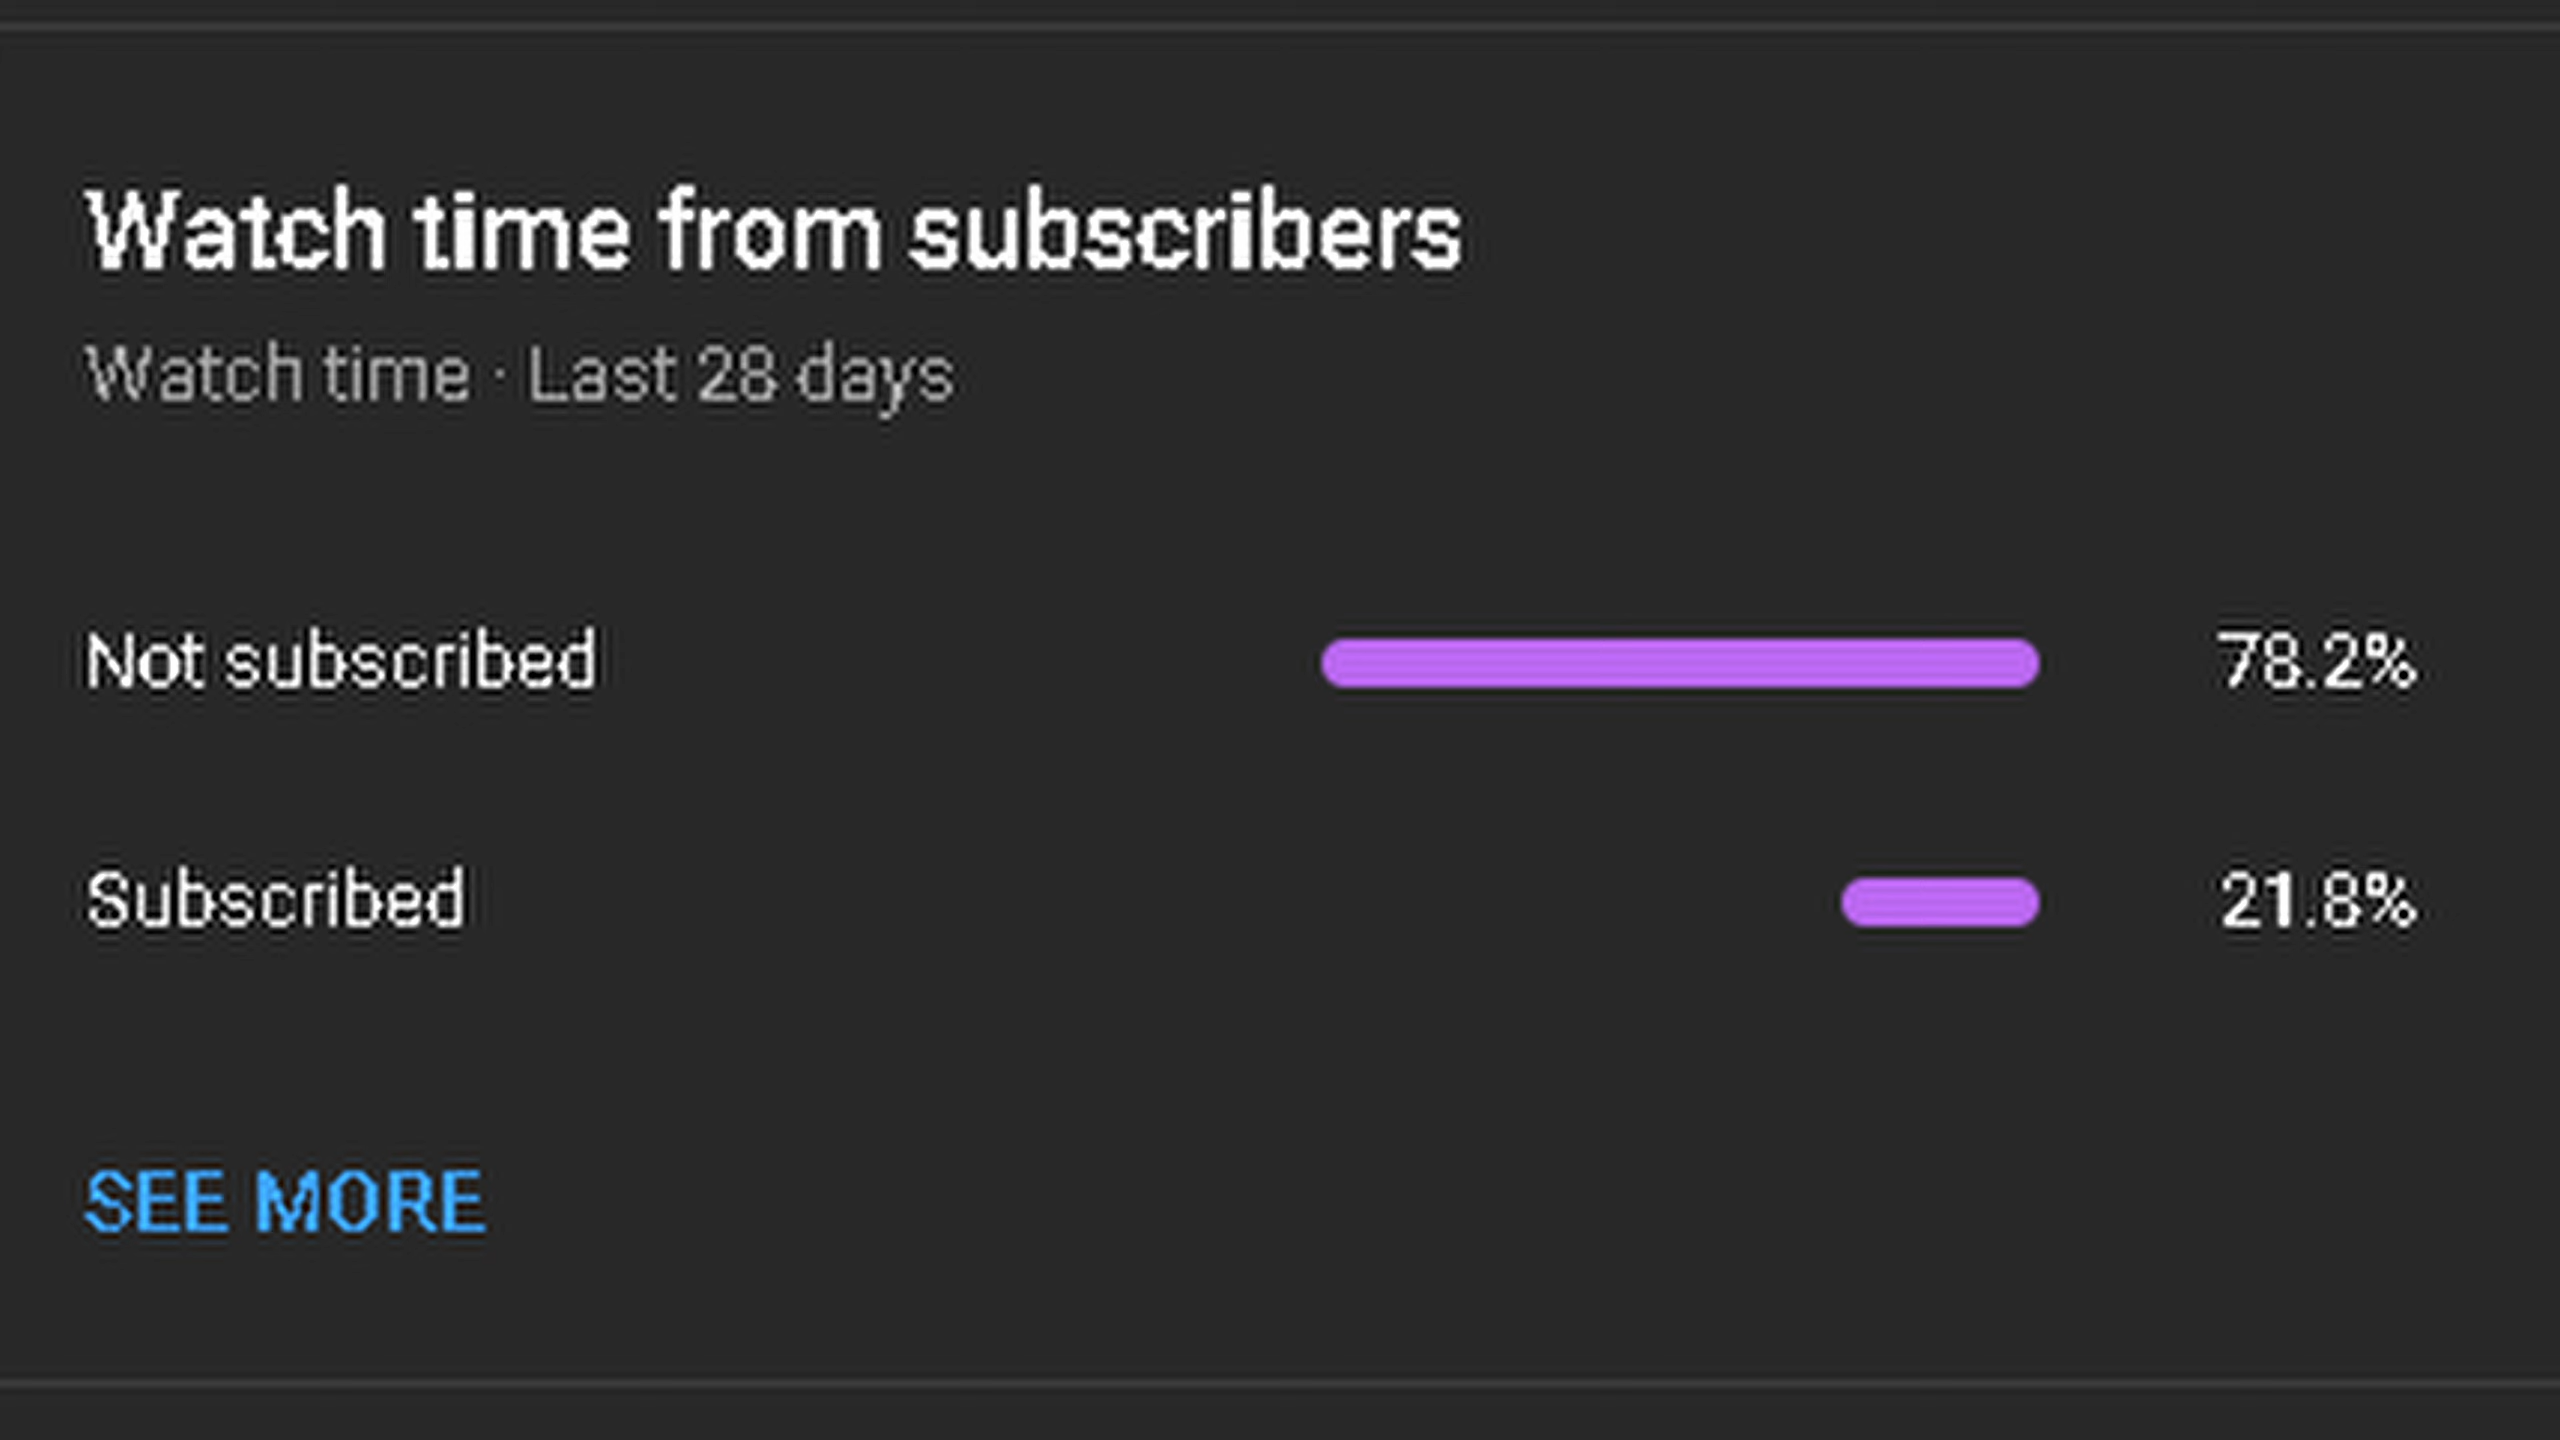 Watch time from subscribers
Watch time · Last 28 days
Not subscribed 78.2%
Subscribed 21.8%
SEE MORE